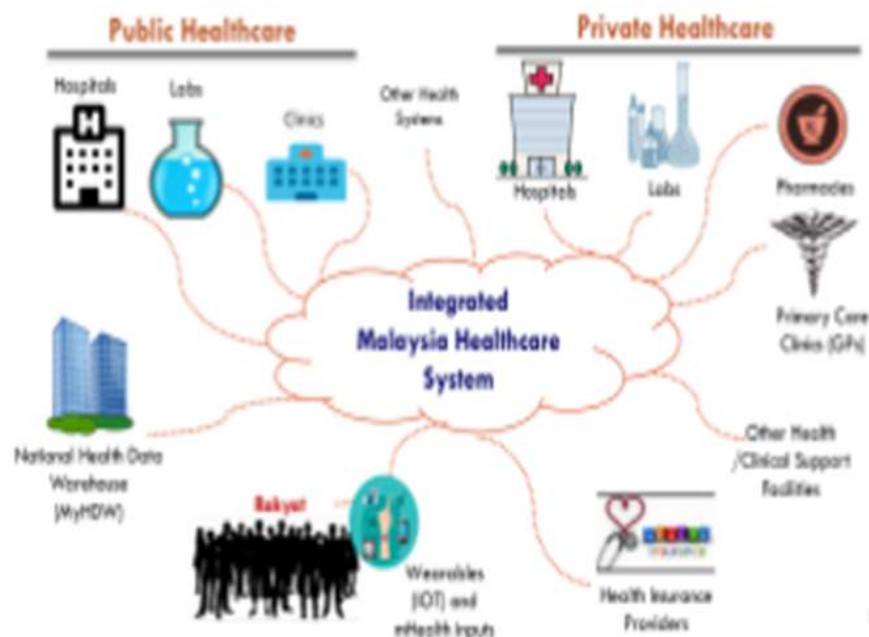 Public Healthcare
Private Healthcare
Hospitals
Labs
Clinics
Other Health
Systems
Hospitals
Labs
Pharmacies
Primary Care
Clinics (GPs)
Integrated
Malaysia Healthcare
System
National Health Data
Warehouse
(MyHDW)
Other Health
/Clinical Support
Facilities
Rakyat
Wearables
(IOT) and
mHealth Inputs
Health Insurance
Providers